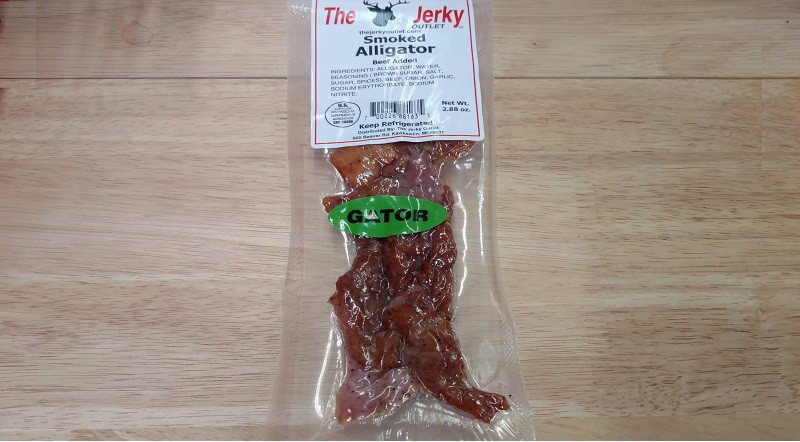 The Jerky
OUTLET
thejerkyoutlet.com
Smoked
Alligator
Beef Added
INGREDIENTS: ALLIGATOR, WATER,
SEASONING ( BROWN SUGAR, SALT,
SUGAR, SPICES), BEEF, ONION, GARLIC,
SODIUM ERYTHORBATE, SODIUM
NITRITE.
Net Wt.
2.88 oz.
Keep Refrigerated
Distributed By: The Jerky Outlet
GATOR